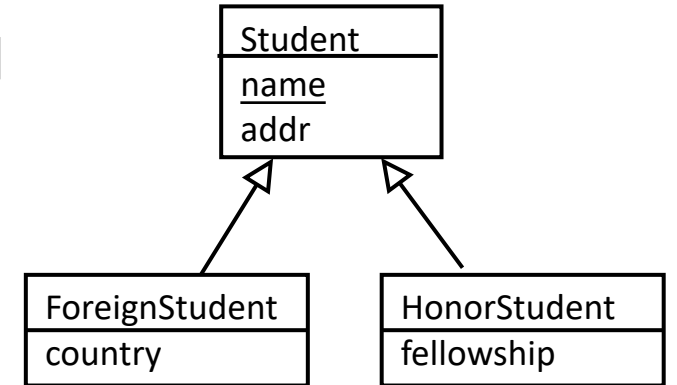 Student
name
addr
ForeignStudent
country
HonorStudent
fellowship